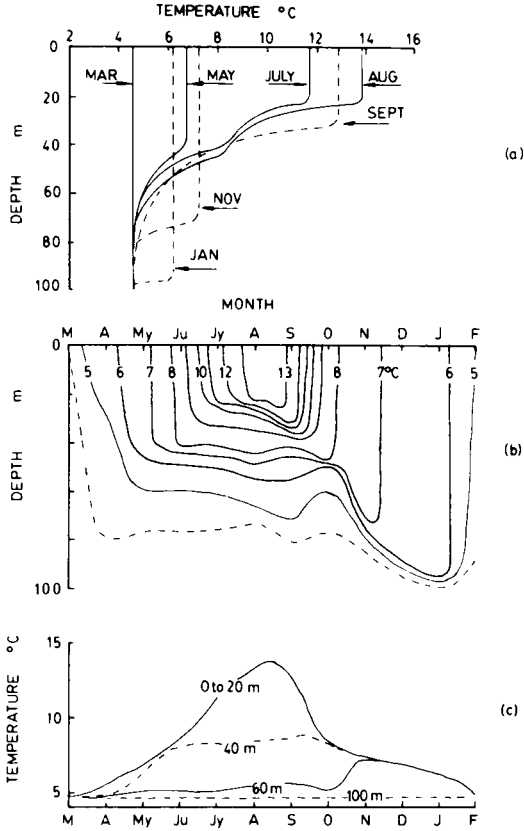 TEMPERATURE °C
2 4 6 8 10 12 14 16
0
20
40
60
80
100
DEPTH m
MAR
MAY
JULY
AUG
SEPT
NOV
JAN
(a)
MONTH
M A My Ju Jy A S O N D J F
0
100
DEPTH m
5 6 7 8 10 12 13 8 7°C 6 5
(b)
TEMPERATURE °C
15
10
5
0 to 20 m
40 m
60 m
100 m
(c)
M A My Ju Jy A S O N D J F